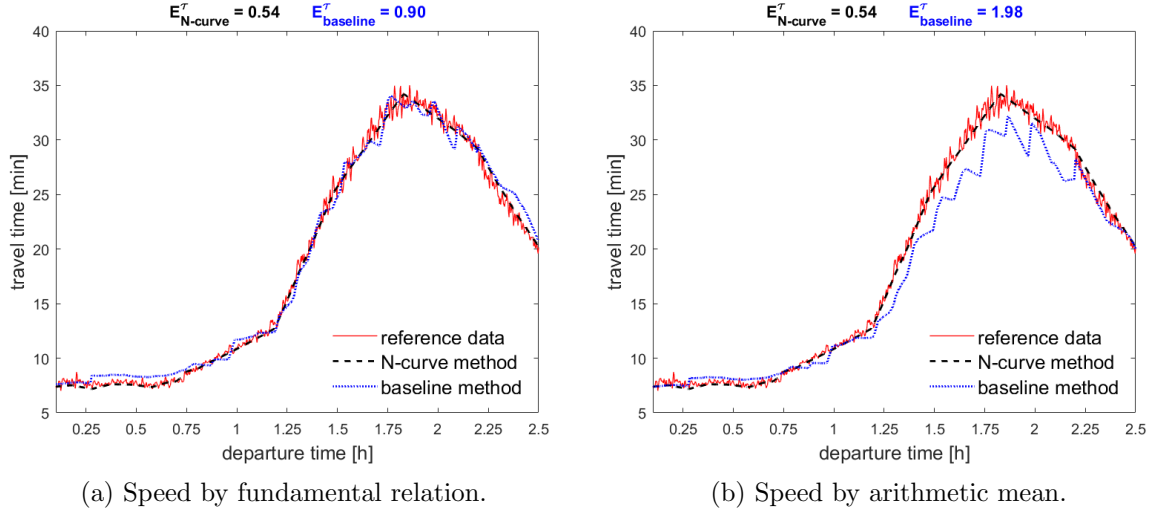 E^τ_N-curve = 0.54 E^τ_baseline = 0.90
40
35
30
25
20
15
10
5
travel time [min]
reference data
N-curve method
baseline method
0.25 0.5 0.75 1 1.25 1.5 1.75 2 2.25 2.5
departure time [h]
(a) Speed by fundamental relation.
E^τ_N-curve = 0.54 E^τ_baseline = 1.98
40
35
30
25
20
15
10
5
travel time [min]
reference data
N-curve method
baseline method
0.25 0.5 0.75 1 1.25 1.5 1.75 2 2.25 2.5
departure time [h]
(b) Speed by arithmetic mean.